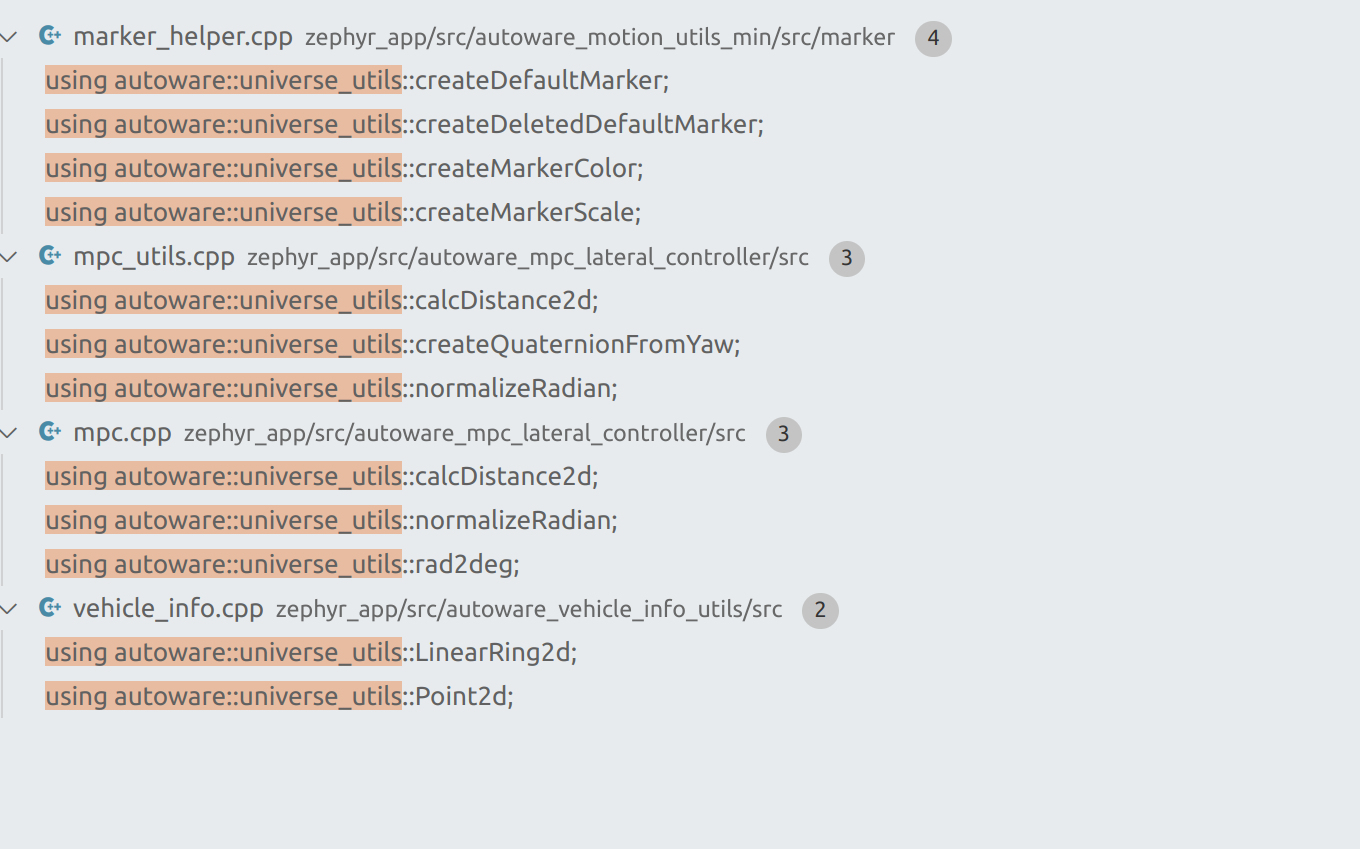 marker_helper.cpp zephyr_app/src/autoware_motion_utils_min/src/marker 4
using autoware::universe_utils::createDefaultMarker;
using autoware::universe_utils::createDeletedDefaultMarker;
using autoware::universe_utils::createMarkerColor;
using autoware::universe_utils::createMarkerScale;
mpc_utils.cpp zephyr_app/src/autoware_mpc_lateral_controller/src 3
using autoware::universe_utils::calcDistance2d;
using autoware::universe_utils::createQuaternionFromYaw;
using autoware::universe_utils::normalizeRadian;
mpc.cpp zephyr_app/src/autoware_mpc_lateral_controller/src 3
using autoware::universe_utils::calcDistance2d;
using autoware::universe_utils::normalizeRadian;
using autoware::universe_utils::rad2deg;
vehicle_info.cpp zephyr_app/src/autoware_vehicle_info_utils/src 2
using autoware::universe_utils::LinearRing2d;
using autoware::universe_utils::Point2d;